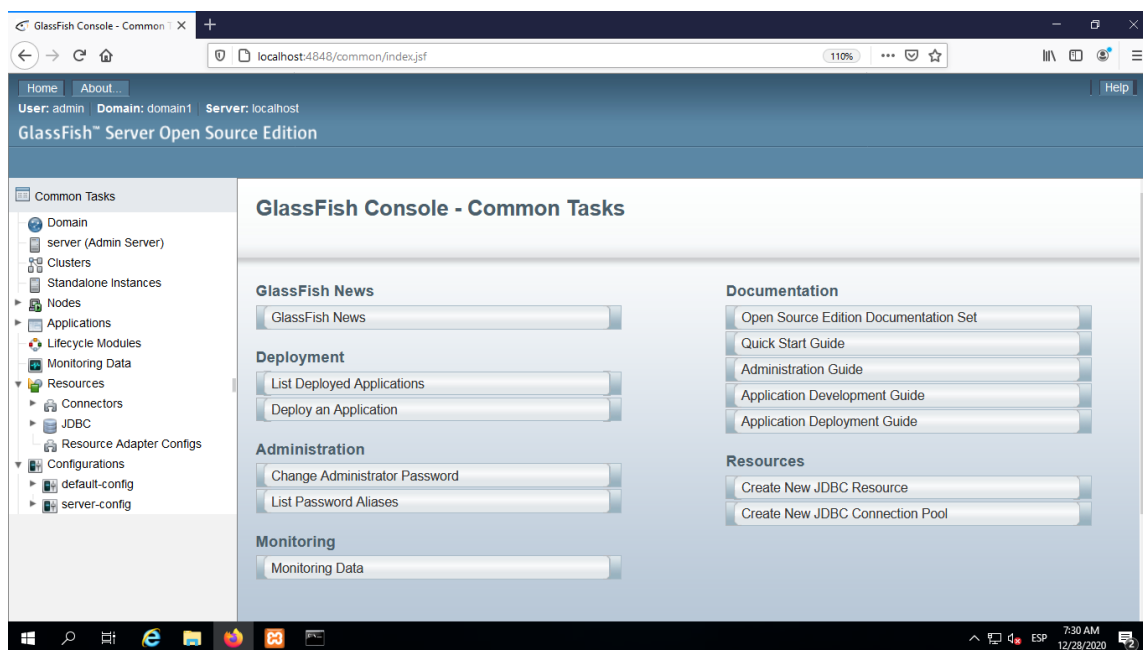 GlassFish Console - Common T
localhost:4848/common/index.jsf
110%
Home About...
Help
User: admin Domain: domain1 Server: localhost
GlassFish™ Server Open Source Edition
Common Tasks
Domain
server (Admin Server)
Clusters
Standalone Instances
Nodes
Applications
Lifecycle Modules
Monitoring Data
Resources
Connectors
JDBC
Resource Adapter Configs
Configurations
default-config
server-config
GlassFish Console - Common Tasks
GlassFish News
GlassFish News
Deployment
List Deployed Applications
Deploy an Application
Administration
Change Administrator Password
List Password Aliases
Monitoring
Monitoring Data
Documentation
Open Source Edition Documentation Set
Quick Start Guide
Administration Guide
Application Development Guide
Application Deployment Guide
Resources
Create New JDBC Resource
Create New JDBC Connection Pool
ESP
7:30 AM
12/28/2020
2